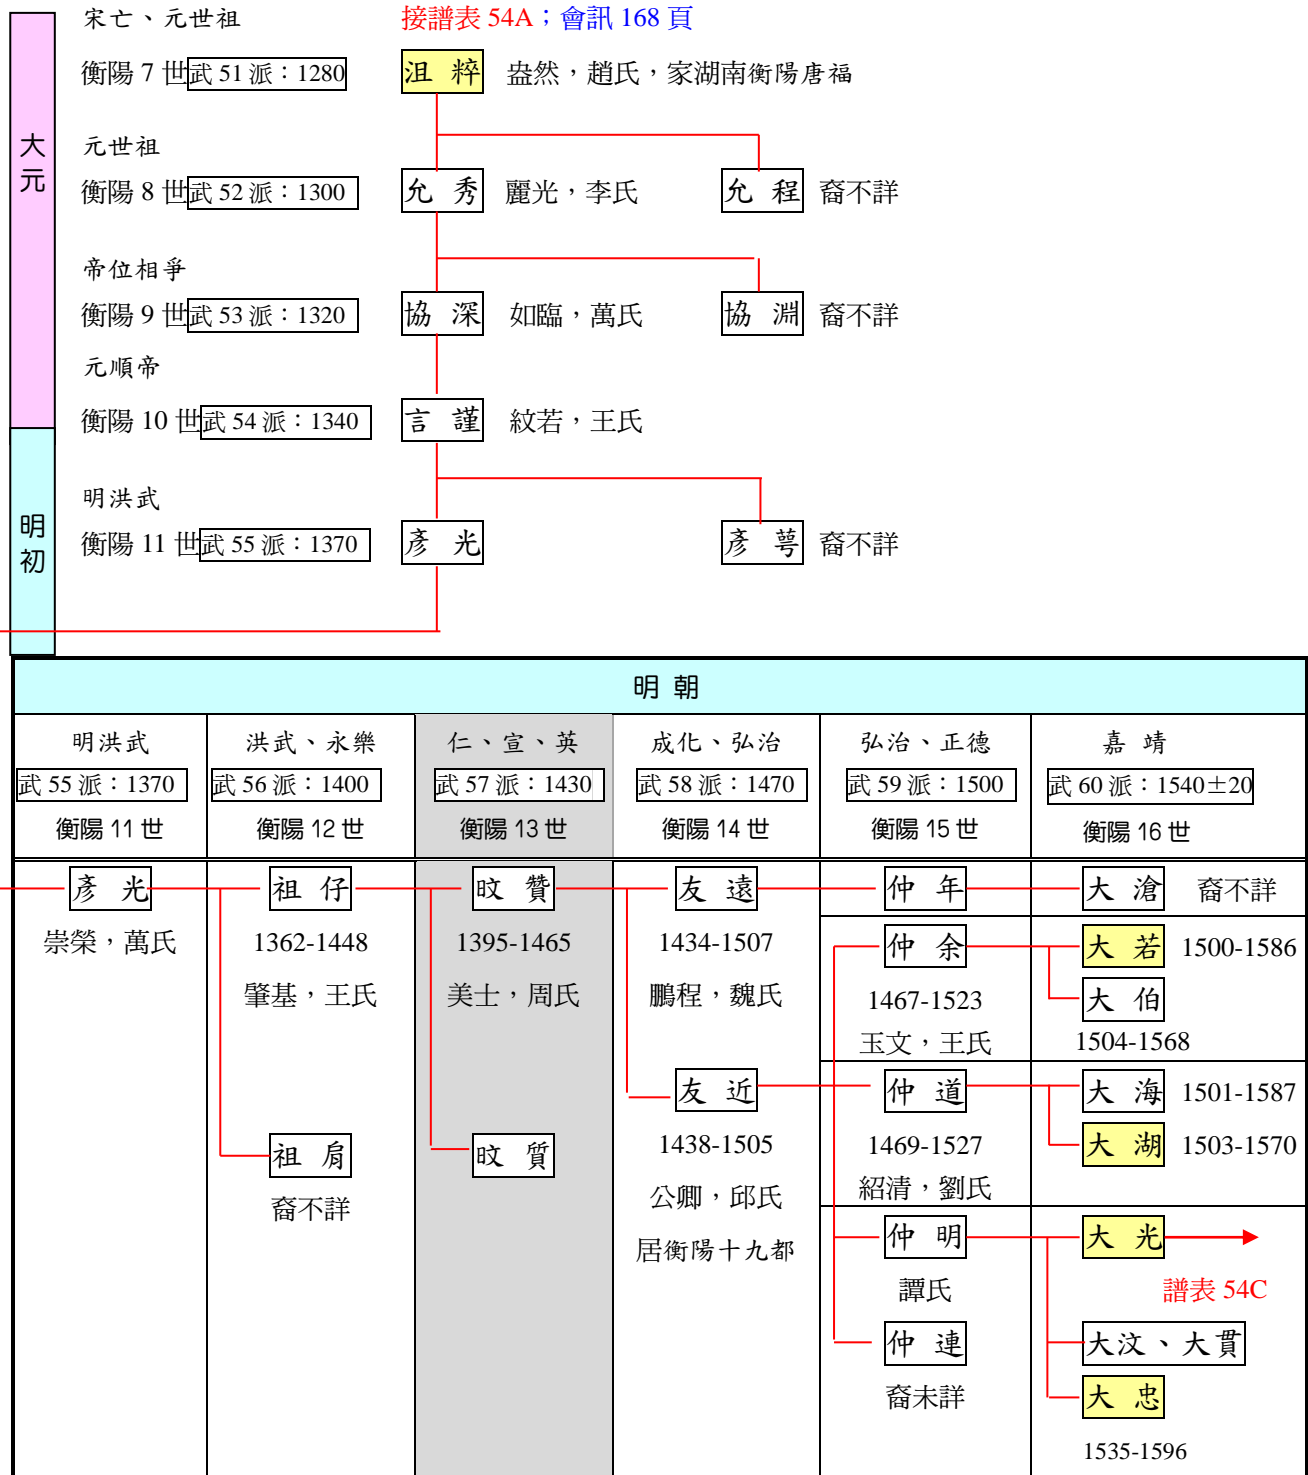 宋亡、元世祖 接譜表 54A；會訊 168 頁
衡陽 7 世 武 51 派：1280 沮 粹 盎然，趙氏，家湖南衡陽唐福
大元
元世祖
衡陽 8 世 武 52 派：1300 允 秀 麗光，李氏 允 程 裔不詳
帝位相爭
衡陽 9 世 武 53 派：1320 協 深 如臨，萬氏 協 淵 裔不詳
元順帝
衡陽 10 世 武 54 派：1340 言 謹 紋若，王氏
明初
明洪武
衡陽 11 世 武 55 派：1370 彥 光 彥 萼 裔不詳
明 朝
明洪武 洪武、永樂 仁、宣、英 成化、弘治 弘治、正德 嘉 靖
武 55 派：1370 武 56 派：1400 武 57 派：1430 武 58 派：1470 武 59 派：1500 武 60 派：1540±20
衡陽 11 世 衡陽 12 世 衡陽 13 世 衡陽 14 世 衡陽 15 世 衡陽 16 世
彥 光 祖 仔 旼 贊 友 遠 仲 年 大 滄 裔不詳
崇榮，萬氏 1362-1448 1395-1465 1434-1507 仲 余 大 若 1500-1586
肇基，王氏 美士，周氏 鵬程，魏氏 1467-1523 大 伯
玉文，王氏 1504-1568
友 近 仲 道 大 海 1501-1587
祖 肩 旼 質 1438-1505 1469-1527 大 湖 1503-1570
裔不詳 公卿，邱氏 紹清，劉氏
居衡陽十九都 仲 明 大 光
譚氏 譜表 54C
仲 連 大汶、大貫
裔未詳 大 忠
1535-1596